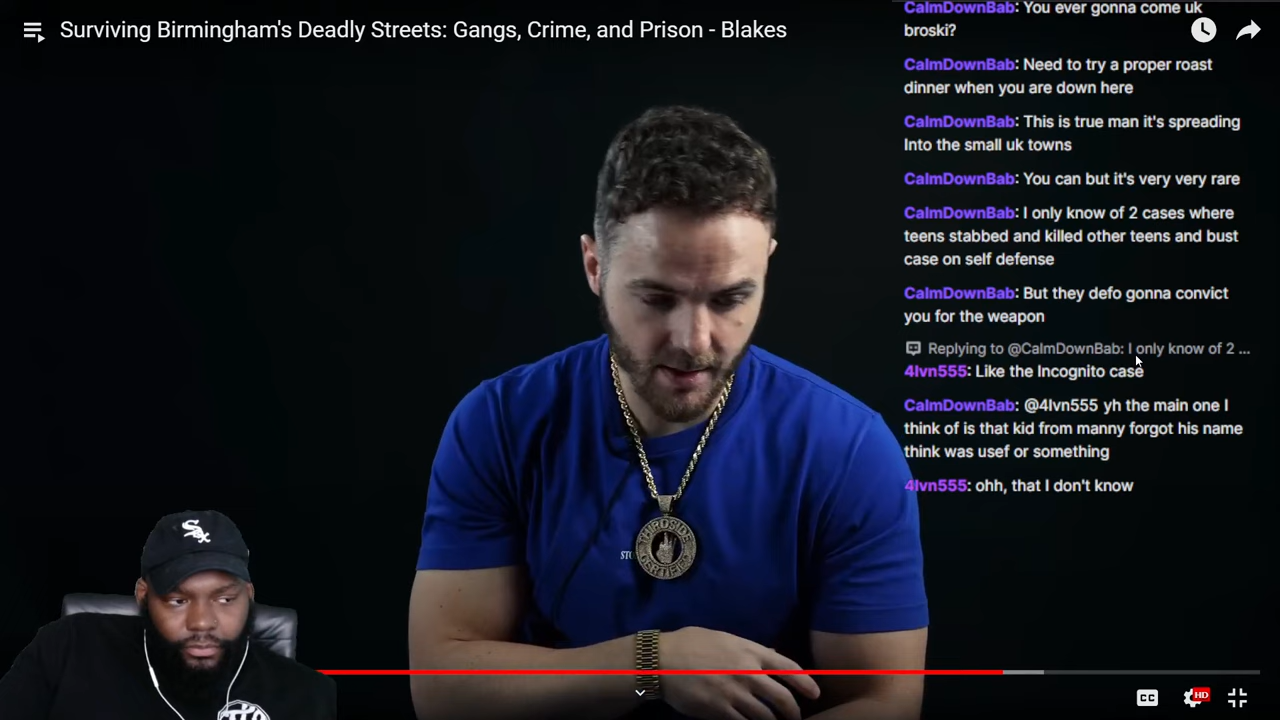 Surviving Birmingham's Deadly Streets: Gangs, Crime, and Prison - Blakes
CalmDownBab: You ever gonna come uk
broski?
CalmDownBab: Need to try a proper roast
dinner when you are down here
CalmDownBab: This is true man it's spreading
Into the small uk towns
CalmDownBab: You can but it's very very rare
CalmDownBab: I only know of 2 cases where
teens stabbed and killed other teens and bust
case on self defense
CalmDownBab: But they defo gonna convict
you for the weapon
Replying to @CalmDownBab: I only know of 2 ...
4lvn555: Like the Incognito case
CalmDownBab: @4lvn555 yh the main one I
think of is that kid from manny forgot his name
think was usef or something
4lvn555: ohh, that I don't know
THIRDSIDE
CERTIFIED
Sox
CC
HD